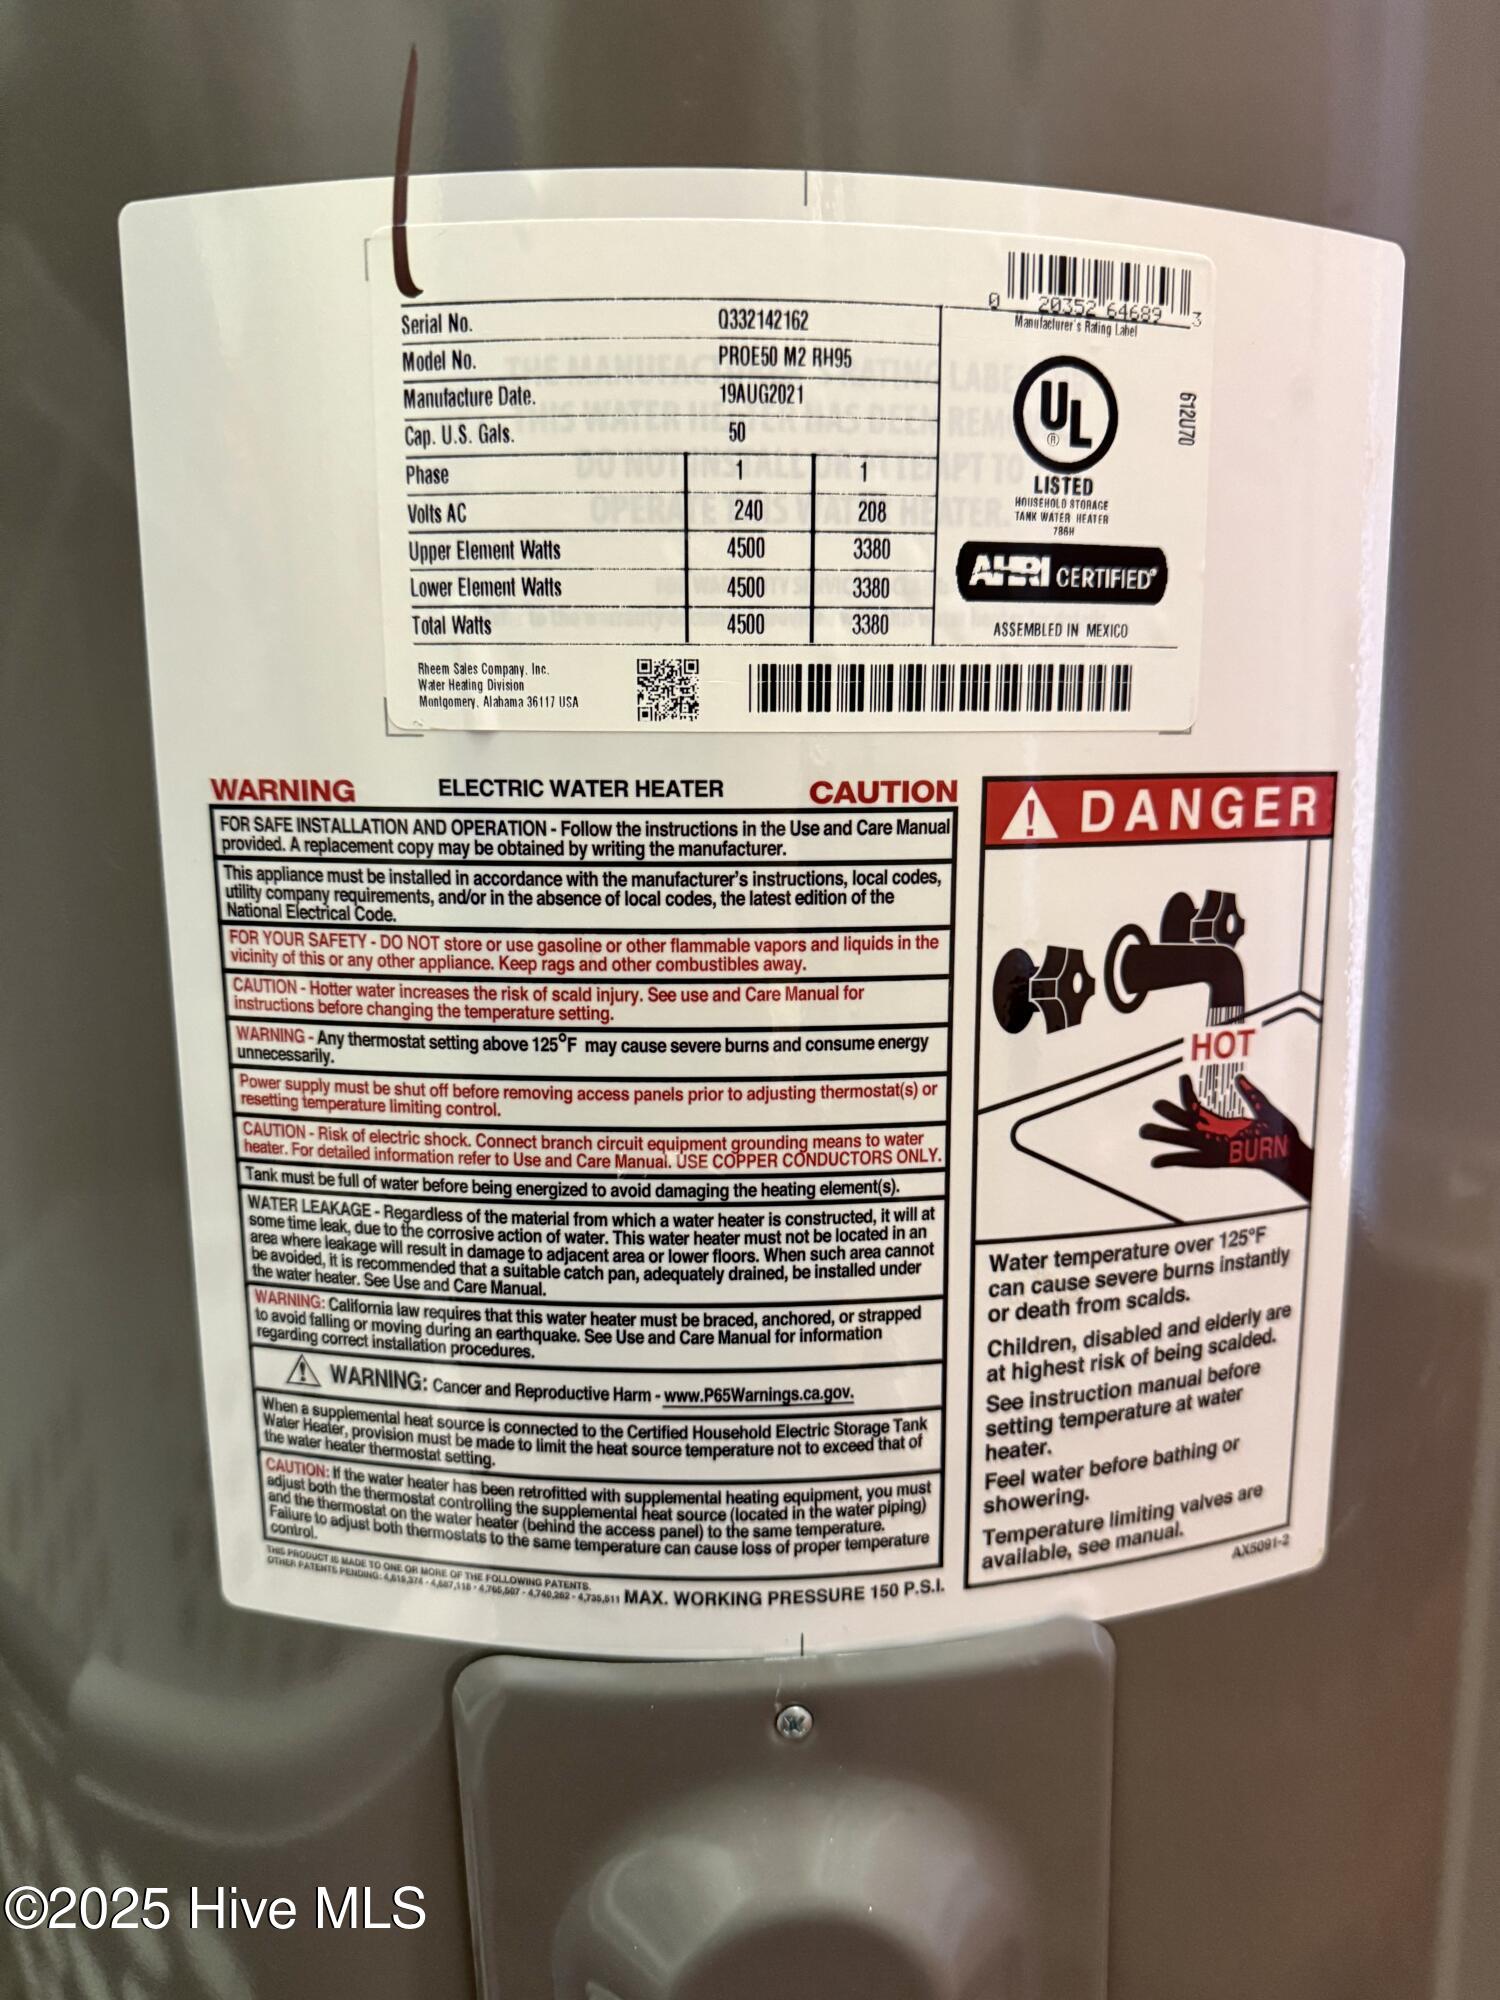 0 20352 64689 3
Manufacturer's Rating Label
Serial No. Q332142162
Model No. PROE50 M2 RH95
Manufacture Date. 19AUG2021
Cap. U.S. Gals. 50
Phase 1 1
Volts AC 240 208
Upper Element Watts 4500 3380
Lower Element Watts 4500 3380
Total Watts 4500 3380
UL
®
LISTED
HOUSEHOLD STORAGE
TANK WATER HEATER
786H
612U70
AHRI CERTIFIED®
ASSEMBLED IN MEXICO
Rheem Sales Company, Inc.
Water Heating Division
Montgomery, Alabama 36117 USA
WARNING ELECTRIC WATER HEATER CAUTION
FOR SAFE INSTALLATION AND OPERATION - Follow the instructions in the Use and Care Manual
provided. A replacement copy may be obtained by writing the manufacturer.
This appliance must be installed in accordance with the manufacturer's instructions, local codes,
utility company requirements, and/or in the absence of local codes, the latest edition of the
National Electrical Code.
FOR YOUR SAFETY - DO NOT store or use gasoline or other flammable vapors and liquids in the
vicinity of this or any other appliance. Keep rags and other combustibles away.
CAUTION - Hotter water increases the risk of scald injury. See use and Care Manual for
instructions before changing the temperature setting.
WARNING - Any thermostat setting above 125°F may cause severe burns and consume energy
unnecessarily.
Power supply must be shut off before removing access panels prior to adjusting thermostat(s) or
resetting temperature limiting control.
CAUTION - Risk of electric shock. Connect branch circuit equipment grounding means to water
heater. For detailed information refer to Use and Care Manual. USE COPPER CONDUCTORS ONLY.
Tank must be full of water before being energized to avoid damaging the heating element(s).
WATER LEAKAGE - Regardless of the material from which a water heater is constructed, it will at
some time leak, due to the corrosive action of water. This water heater must not be located in an
area where leakage will result in damage to adjacent area or lower floors. When such area cannot
be avoided, it is recommended that a suitable catch pan, adequately drained, be installed under
the water heater. See Use and Care Manual.
WARNING: California law requires that this water heater must be braced, anchored, or strapped
to avoid falling or moving during an earthquake. See Use and Care Manual for information
regarding correct installation procedures.
WARNING: Cancer and Reproductive Harm - www.P65Warnings.ca.gov.
When a supplemental heat source is connected to the Certified Household Electric Storage Tank
Water Heater, provision must be made to limit the heat source temperature not to exceed that of
the water heater thermostat setting.
CAUTION: If the water heater has been retrofitted with supplemental heating equipment, you must
adjust both the thermostat controlling the supplemental heat source (located in the water piping)
and the thermostat on the water heater (behind the access panel) to the same temperature.
Failure to adjust both thermostats to the same temperature can cause loss of proper temperature
control.
THIS PRODUCT IS MADE TO ONE OR MORE OF THE FOLLOWING PATENTS.
OTHER PATENTS PENDING: MAX. WORKING PRESSURE 150 P.S.I.
DANGER
HOT
BURN
Water temperature over 125°F
can cause severe burns instantly
or death from scalds.
Children, disabled and elderly are
at highest risk of being scalded.
See instruction manual before
setting temperature at water
heater.
Feel water before bathing or
showering.
Temperature limiting valves are
available, see manual.
AX5091-2
©2025 Hive MLS